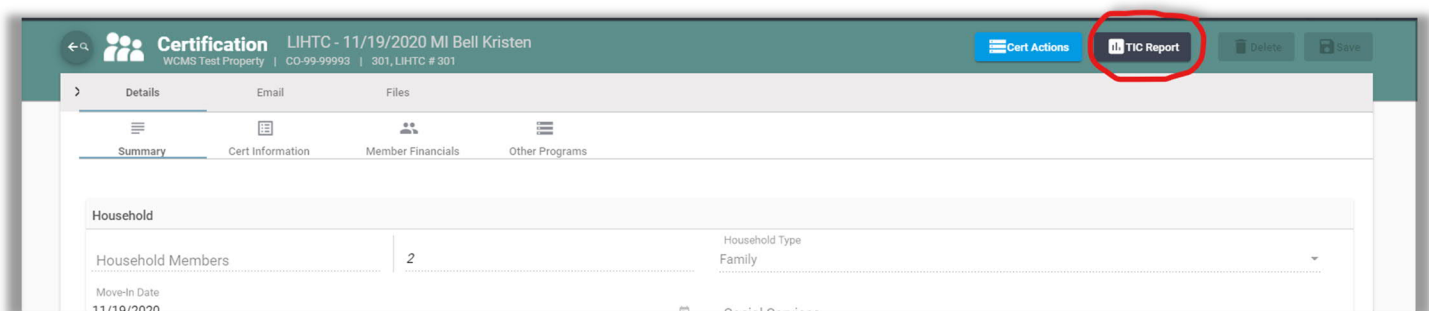 Certification LIHTC - 11/19/2020 MI Bell Kristen
WCMS Test Property | CO-99-99993 | 301, LIHTC # 301
Cert Actions
TIC Report
Delete
Save
Details Email Files
Summary Cert Information Member Financials Other Programs
Household
Household Members 2
Household Type
Family
Move-In Date
11/19/2020